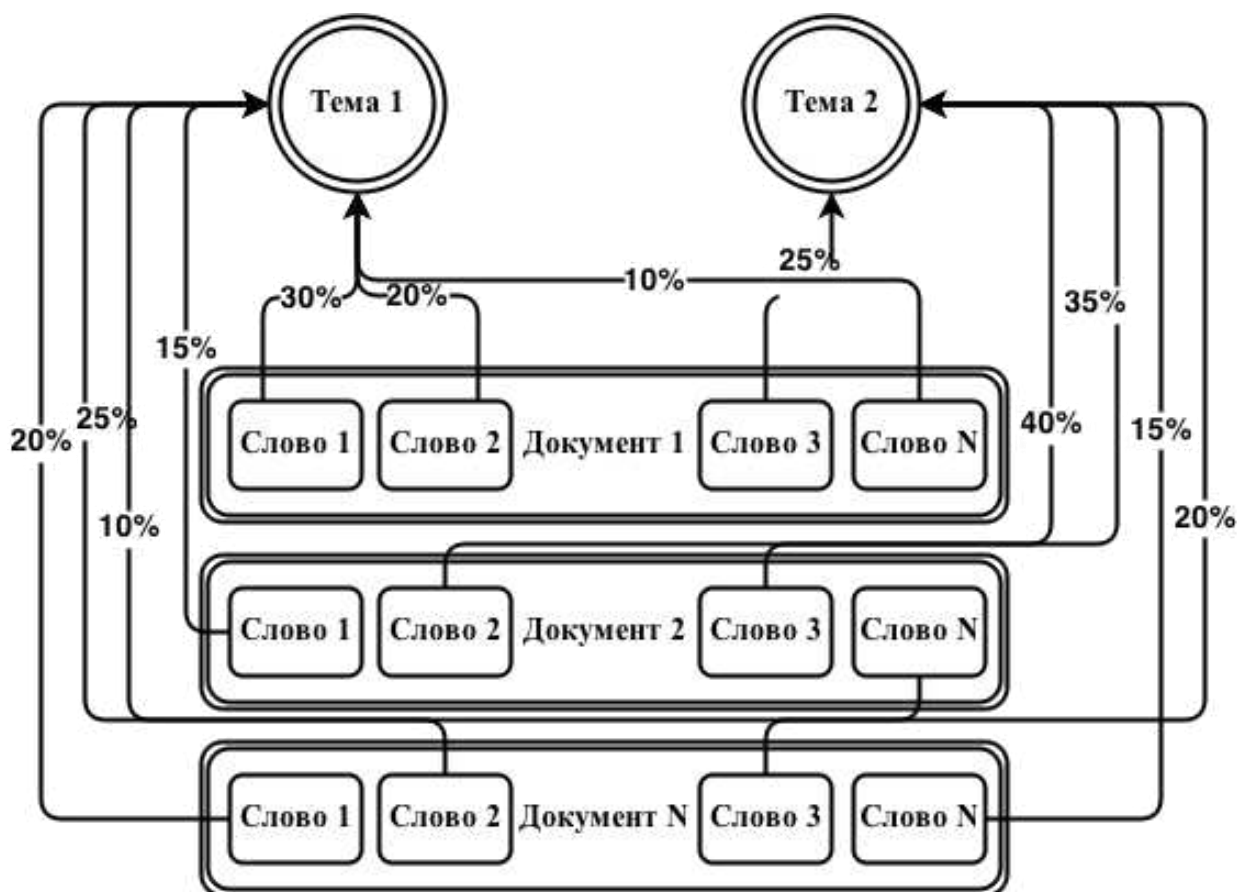 Тема 1
Тема 2
25%
10%
30%
20%
35%
15%
25%
20%
Слово 1
Слово 2
Документ 1
Слово 3
Слово N
40%
15%
10%
20%
Слово 1
Слово 2
Документ 2
Слово 3
Слово N
Слово 1
Слово 2
Документ N
Слово 3
Слово N